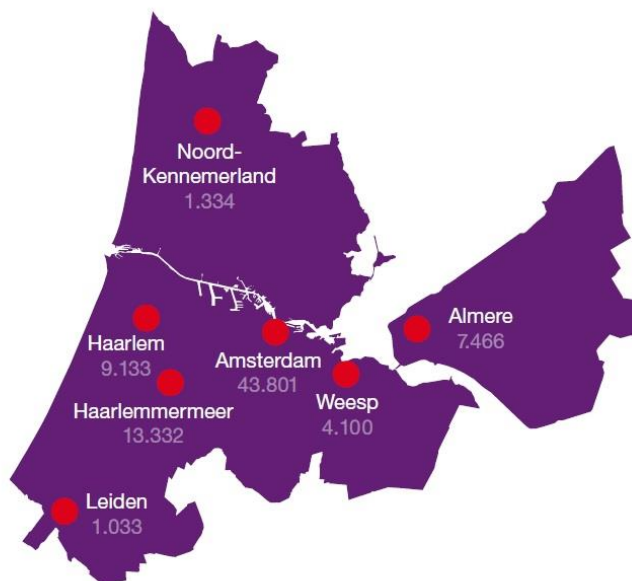 Noord-
Kennemerland
1.334
Haarlem
9.133
Amsterdam
43.801
Almere
7.466
Haarlemmermeer
13.332
Weesp
4.100
Leiden
1.033